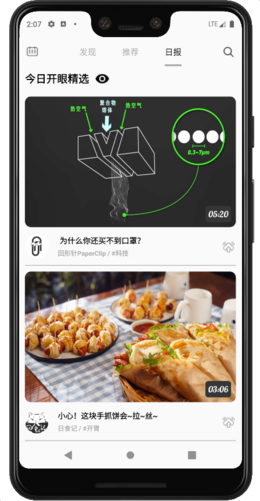 2:07
LTE
发现
推荐
日报
今日开眼精选
热空气
聚合物
熔体
热空气
0.3~7μm
05:20
为什么你还买不到口罩?
回形针PaperClip / #科技
03:06
小心！这块手抓饼会~拉~丝~
日食记 / #开胃